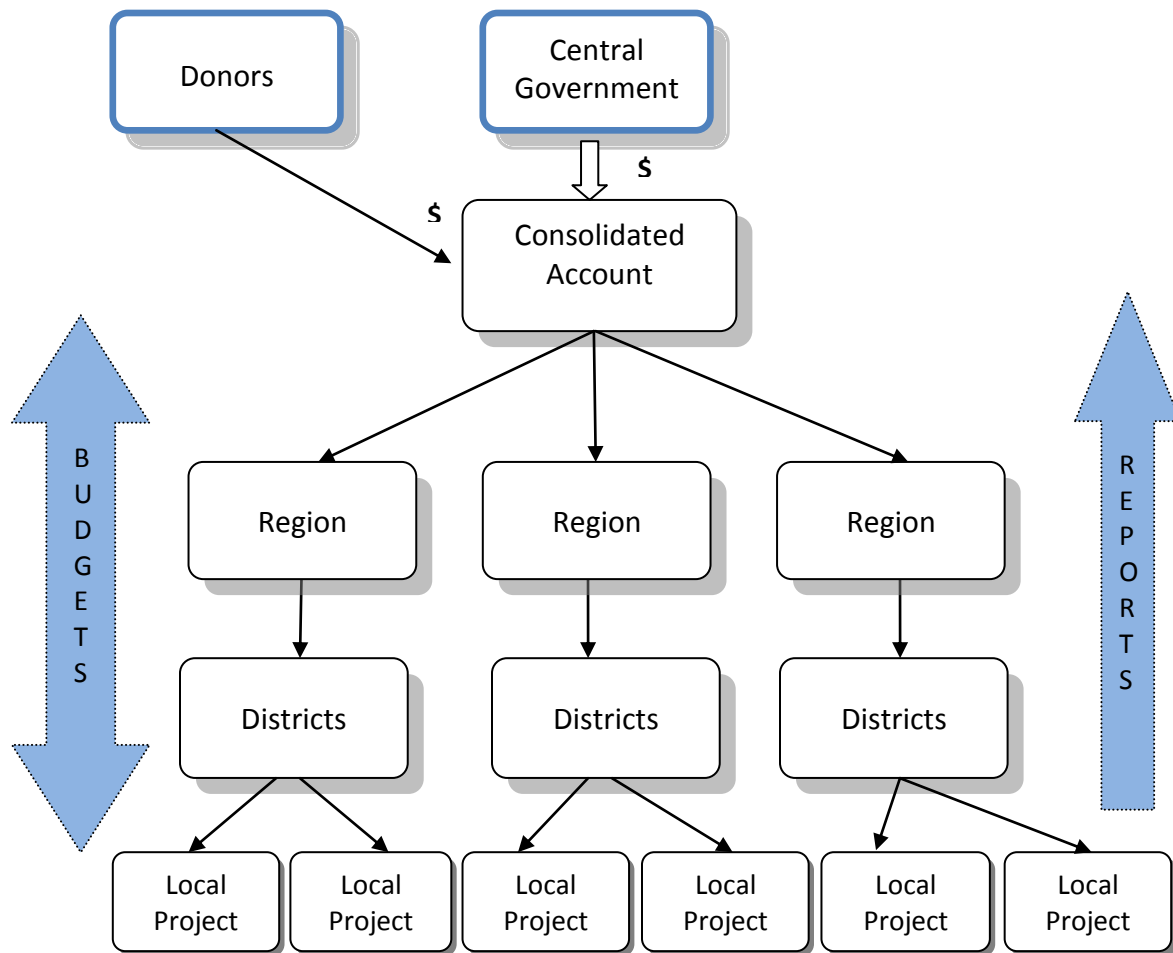 Donors
Central
Government
$
$
Consolidated
Account
B
U
D
G
E
T
S
R
E
P
O
R
T
S
Region
Region
Region
Districts
Districts
Districts
Local
Project
Local
Project
Local
Project
Local
Project
Local
Project
Local
Project